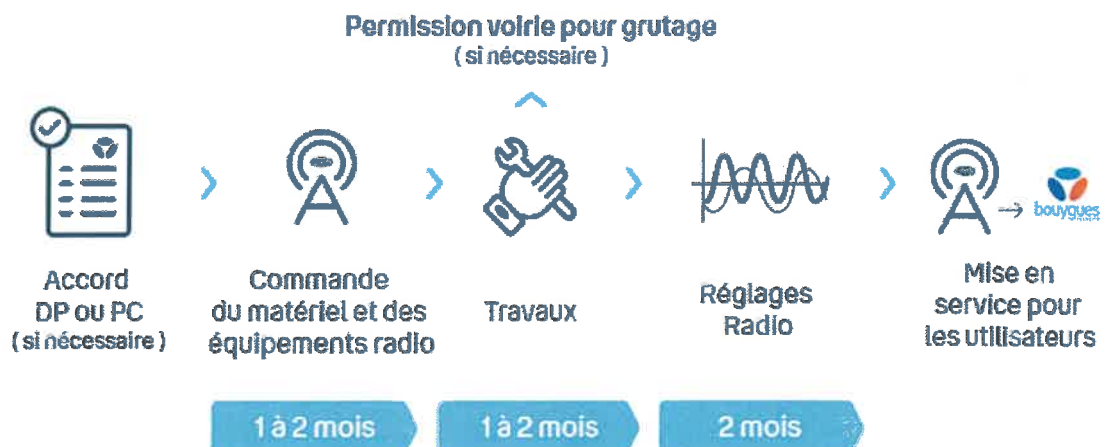 Permission voirie pour grutage
( si nécessaire )
Accord
DP ou PC
( si nécessaire )
Commande
du matériel et des
équipements radio
Travaux
Réglages
Radio
bouygues
Mise en
service pour
les utilisateurs
1 à 2 mois
1 à 2 mois
2 mois